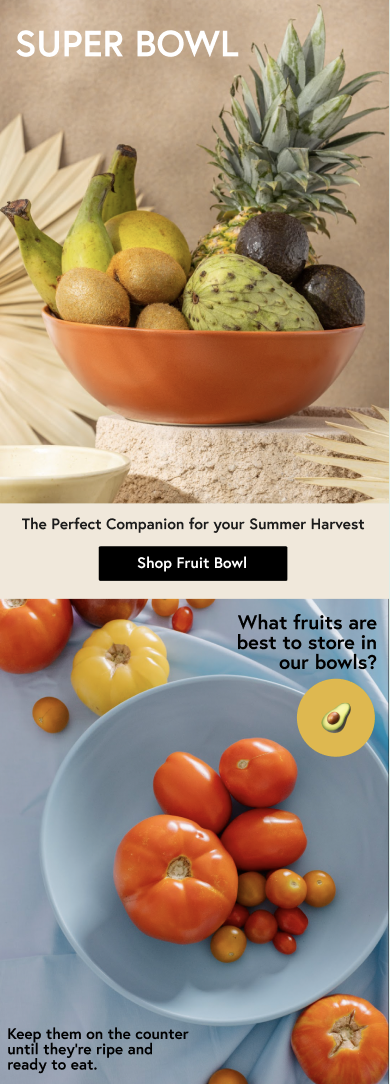 SUPER BOWL
The Perfect Companion for your Summer Harvest
Shop Fruit Bowl
What fruits are
best to store in
our bowls?
Keep them on the counter
until they're ripe and
ready to eat.